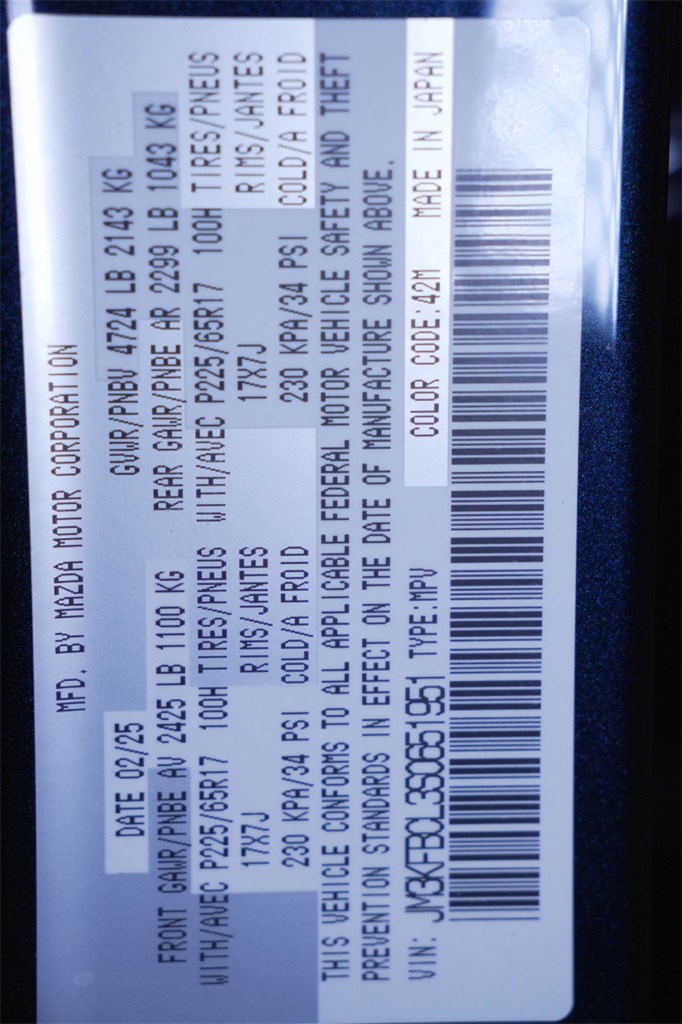 MFD. BY MAZDA MOTOR CORPORATION
DATE 02/25 GVWR/PNBV 4724 LB 2143 KG
FRONT GAWR/PNBE AV 2425 LB 1100 KG REAR GAWR/PNBE AR 2299 LB 1043 KG
WITH/AVEC P225/65R17 100H TIRES/PNEUS WITH/AVEC P225/65R17 100H TIRES/PNEUS
17X7J RIMS/JANTES 17X7J RIMS/JANTES
230 KPA/34 PSI COLD/A FROID 230 KPA/34 PSI COLD/A FROID
THIS VEHICLE CONFORMS TO ALL APPLICABLE FEDERAL MOTOR VEHICLE SAFETY AND THEFT
PREVENTION STANDARDS IN EFFECT ON THE DATE OF MANUFACTURE SHOWN ABOVE.
VIN: JM3KFBCL3S0651951 TYPE:MPV COLOR CODE:42M MADE IN JAPAN